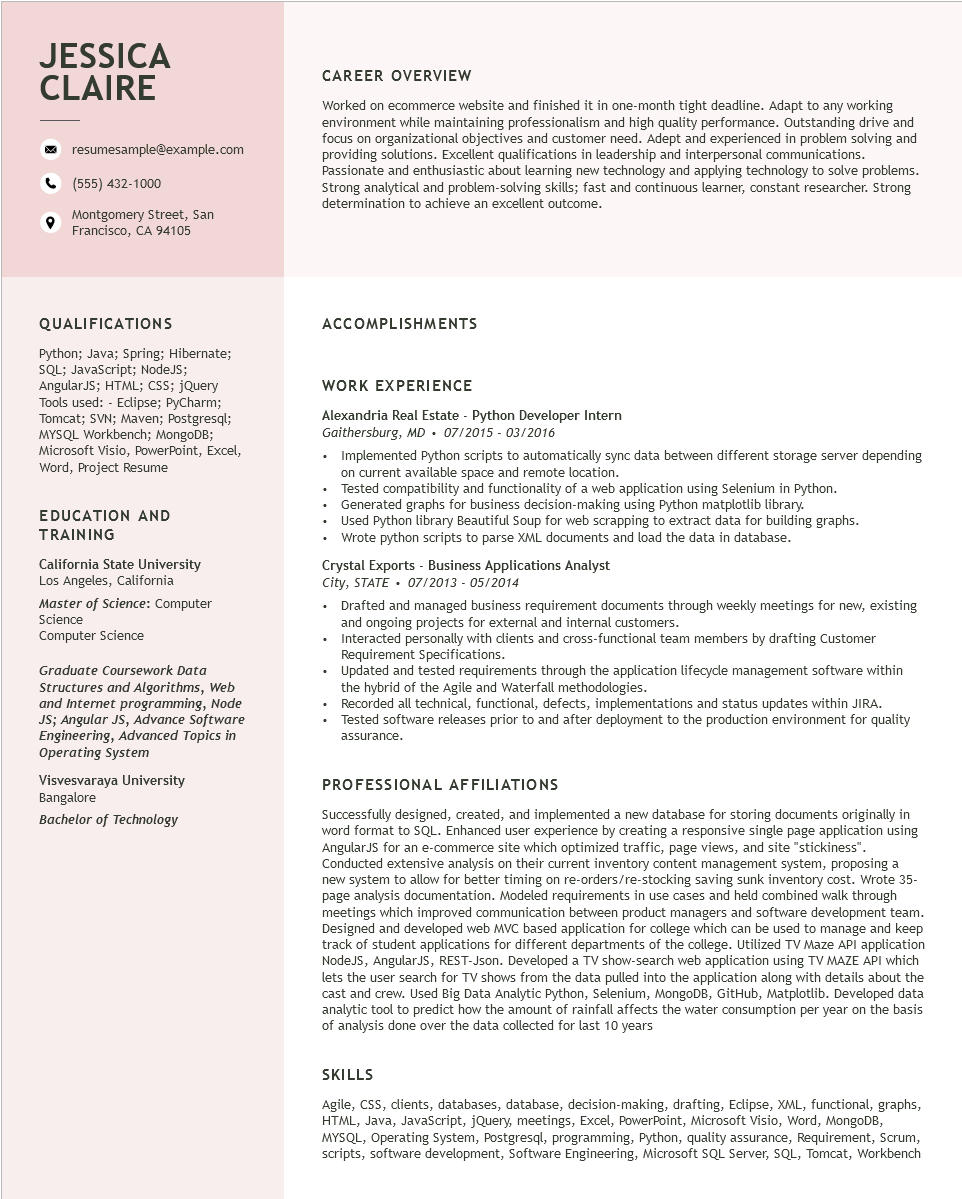 JESSICA
CLAIRE
resumesample@example.com
(555) 432-1000
Montgomery Street, San
Francisco, CA 94105
CAREER OVERVIEW
Worked on ecommerce website and finished it in one-month tight deadline. Adapt to any working
environment while maintaining professionalism and high quality performance. Outstanding drive and
focus on organizational objectives and customer need. Adept and experienced in problem solving and
providing solutions. Excellent qualifications in leadership and interpersonal communications.
Passionate and enthusiastic about learning new technology and applying technology to solve problems.
Strong analytical and problem-solving skills; fast and continuous learner, constant researcher. Strong
determination to achieve an excellent outcome.
QUALIFICATIONS
Python; Java; Spring; Hibernate;
SQL; JavaScript; NodeJS;
AngularJS; HTML; CSS; jQuery
Tools used: - Eclipse; PyCharm;
Tomcat; SVN; Maven; Postgresql;
MYSQL Workbench; MongoDB;
Microsoft Visio, PowerPoint, Excel,
Word, Project Resume
EDUCATION AND
TRAINING
California State University
Los Angeles, California
Master of Science: Computer
Science
Computer Science
Graduate Coursework Data
Structures and Algorithms, Web
and Internet programming, Node
JS; Angular JS, Advance Software
Engineering, Advanced Topics in
Operating System
Visvesvaraya University
Bangalore
Bachelor of Technology
ACCOMPLISHMENTS
WORK EXPERIENCE
Alexandria Real Estate - Python Developer Intern
Gaithersburg, MD • 07/2015 - 03/2016
• Implemented Python scripts to automatically sync data between different storage server depending
on current available space and remote location.
• Tested compatibility and functionality of a web application using Selenium in Python.
• Generated graphs for business decision-making using Python matplotlib library.
• Used Python library Beautiful Soup for web scrapping to extract data for building graphs.
• Wrote python scripts to parse XML documents and load the data in database.
Crystal Exports - Business Applications Analyst
City, STATE • 07/2013 - 05/2014
• Drafted and managed business requirement documents through weekly meetings for new, existing
and ongoing projects for external and internal customers.
• Interacted personally with clients and cross-functional team members by drafting Customer
Requirement Specifications.
• Updated and tested requirements through the application lifecycle management software within
the hybrid of the Agile and Waterfall methodologies.
• Recorded all technical, functional, defects, implementations and status updates within JIRA.
• Tested software releases prior to and after deployment to the production environment for quality
assurance.
PROFESSIONAL AFFILIATIONS
Successfully designed, created, and implemented a new database for storing documents originally in
word format to SQL. Enhanced user experience by creating a responsive single page application using
AngularJS for an e-commerce site which optimized traffic, page views, and site "stickiness".
Conducted extensive analysis on their current inventory content management system, proposing a
new system to allow for better timing on re-orders/re-stocking saving sunk inventory cost. Wrote 35-
page analysis documentation. Modeled requirements in use cases and held combined walk through
meetings which improved communication between product managers and software development team.
Designed and developed web MVC based application for college which can be used to manage and keep
track of student applications for different departments of the college. Utilized TV Maze API application
NodeJS, AngularJS, REST-Json. Developed a TV show-search web application using TV MAZE API which
lets the user search for TV shows from the data pulled into the application along with details about the
cast and crew. Used Big Data Analytic Python, Selenium, MongoDB, GitHub, Matplotlib. Developed data
analytic tool to predict how the amount of rainfall affects the water consumption per year on the basis
of analysis done over the data collected for last 10 years
SKILLS
Agile, CSS, clients, databases, database, decision-making, drafting, Eclipse, XML, functional, graphs,
HTML, Java, JavaScript, jQuery, meetings, Excel, PowerPoint, Microsoft Visio, Word, MongoDB,
MYSQL, Operating System, Postgresql, programming, Python, quality assurance, Requirement, Scrum,
scripts, software development, Software Engineering, Microsoft SQL Server, SQL, Tomcat, Workbench